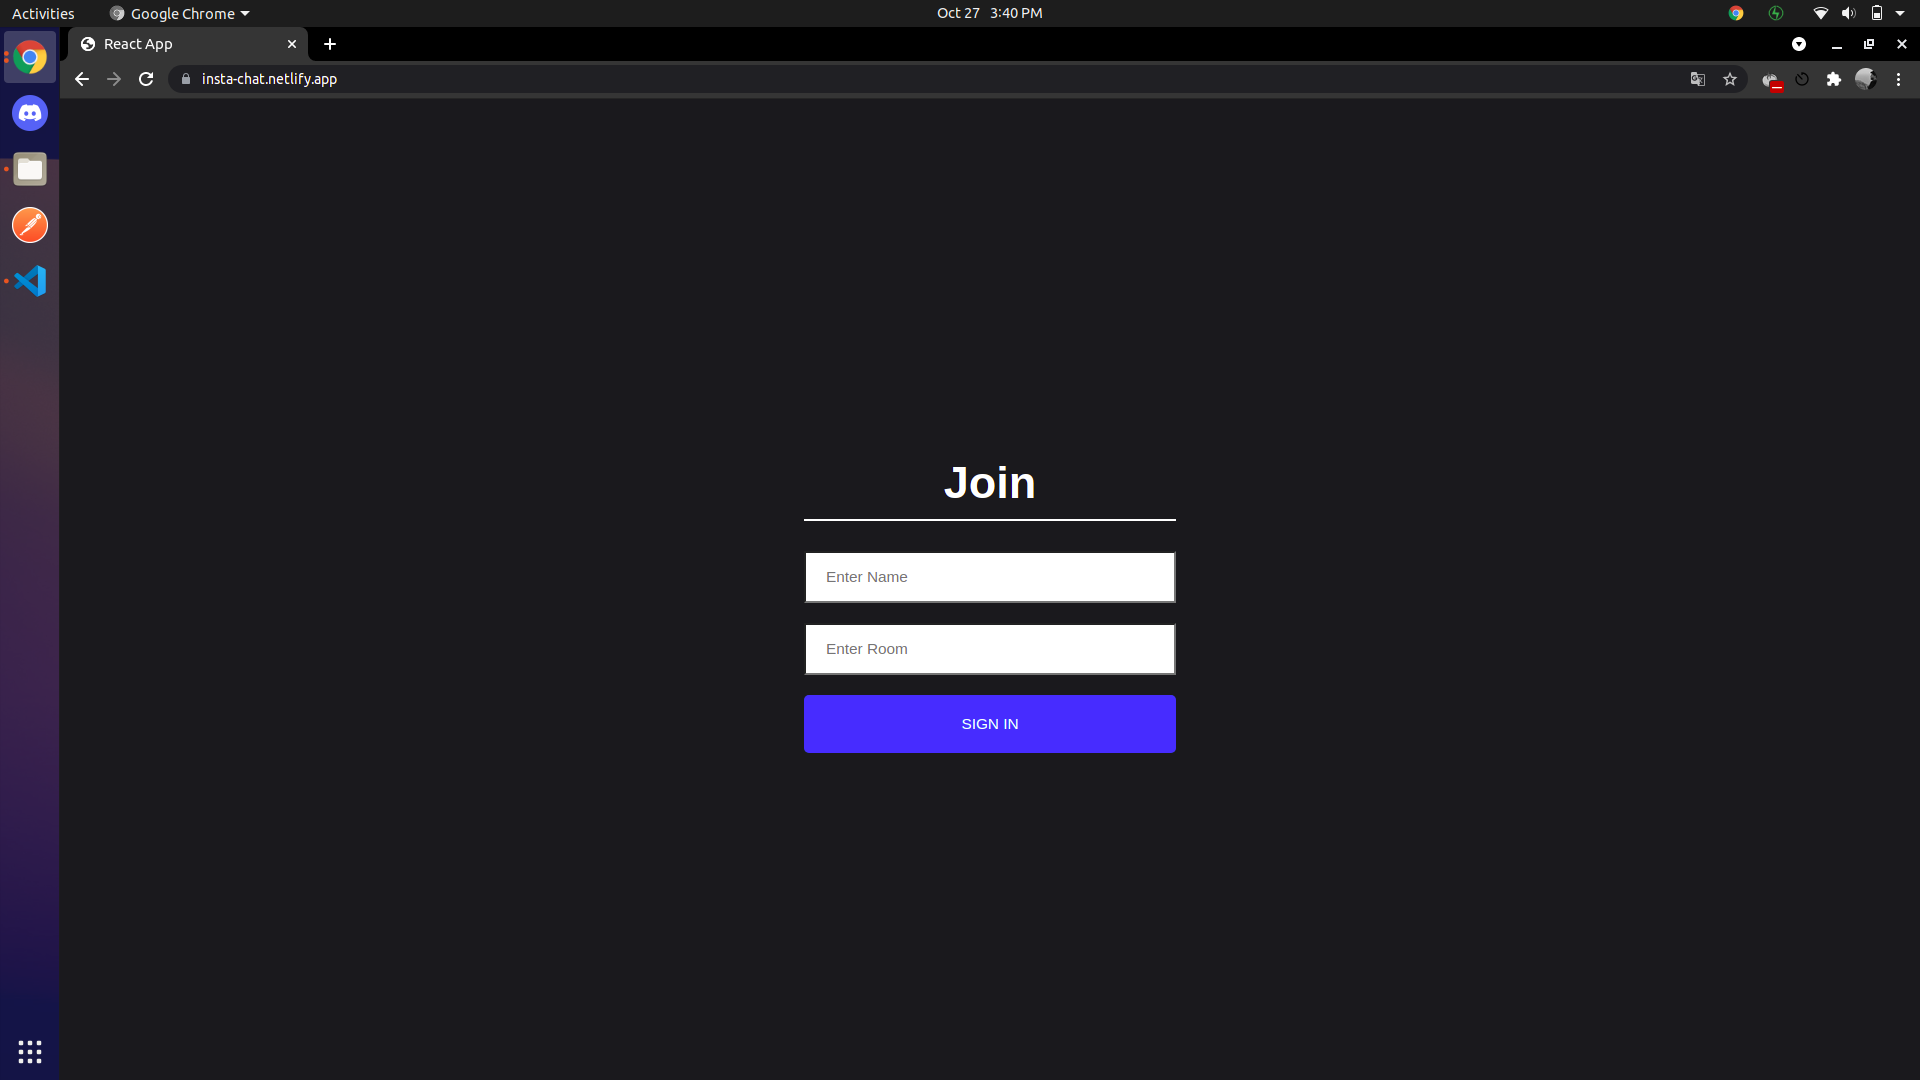 Activities Google Chrome Oct 27 3:40 PM
React App
insta-chat.netlify.app
Join
Enter Name
Enter Room
SIGN IN